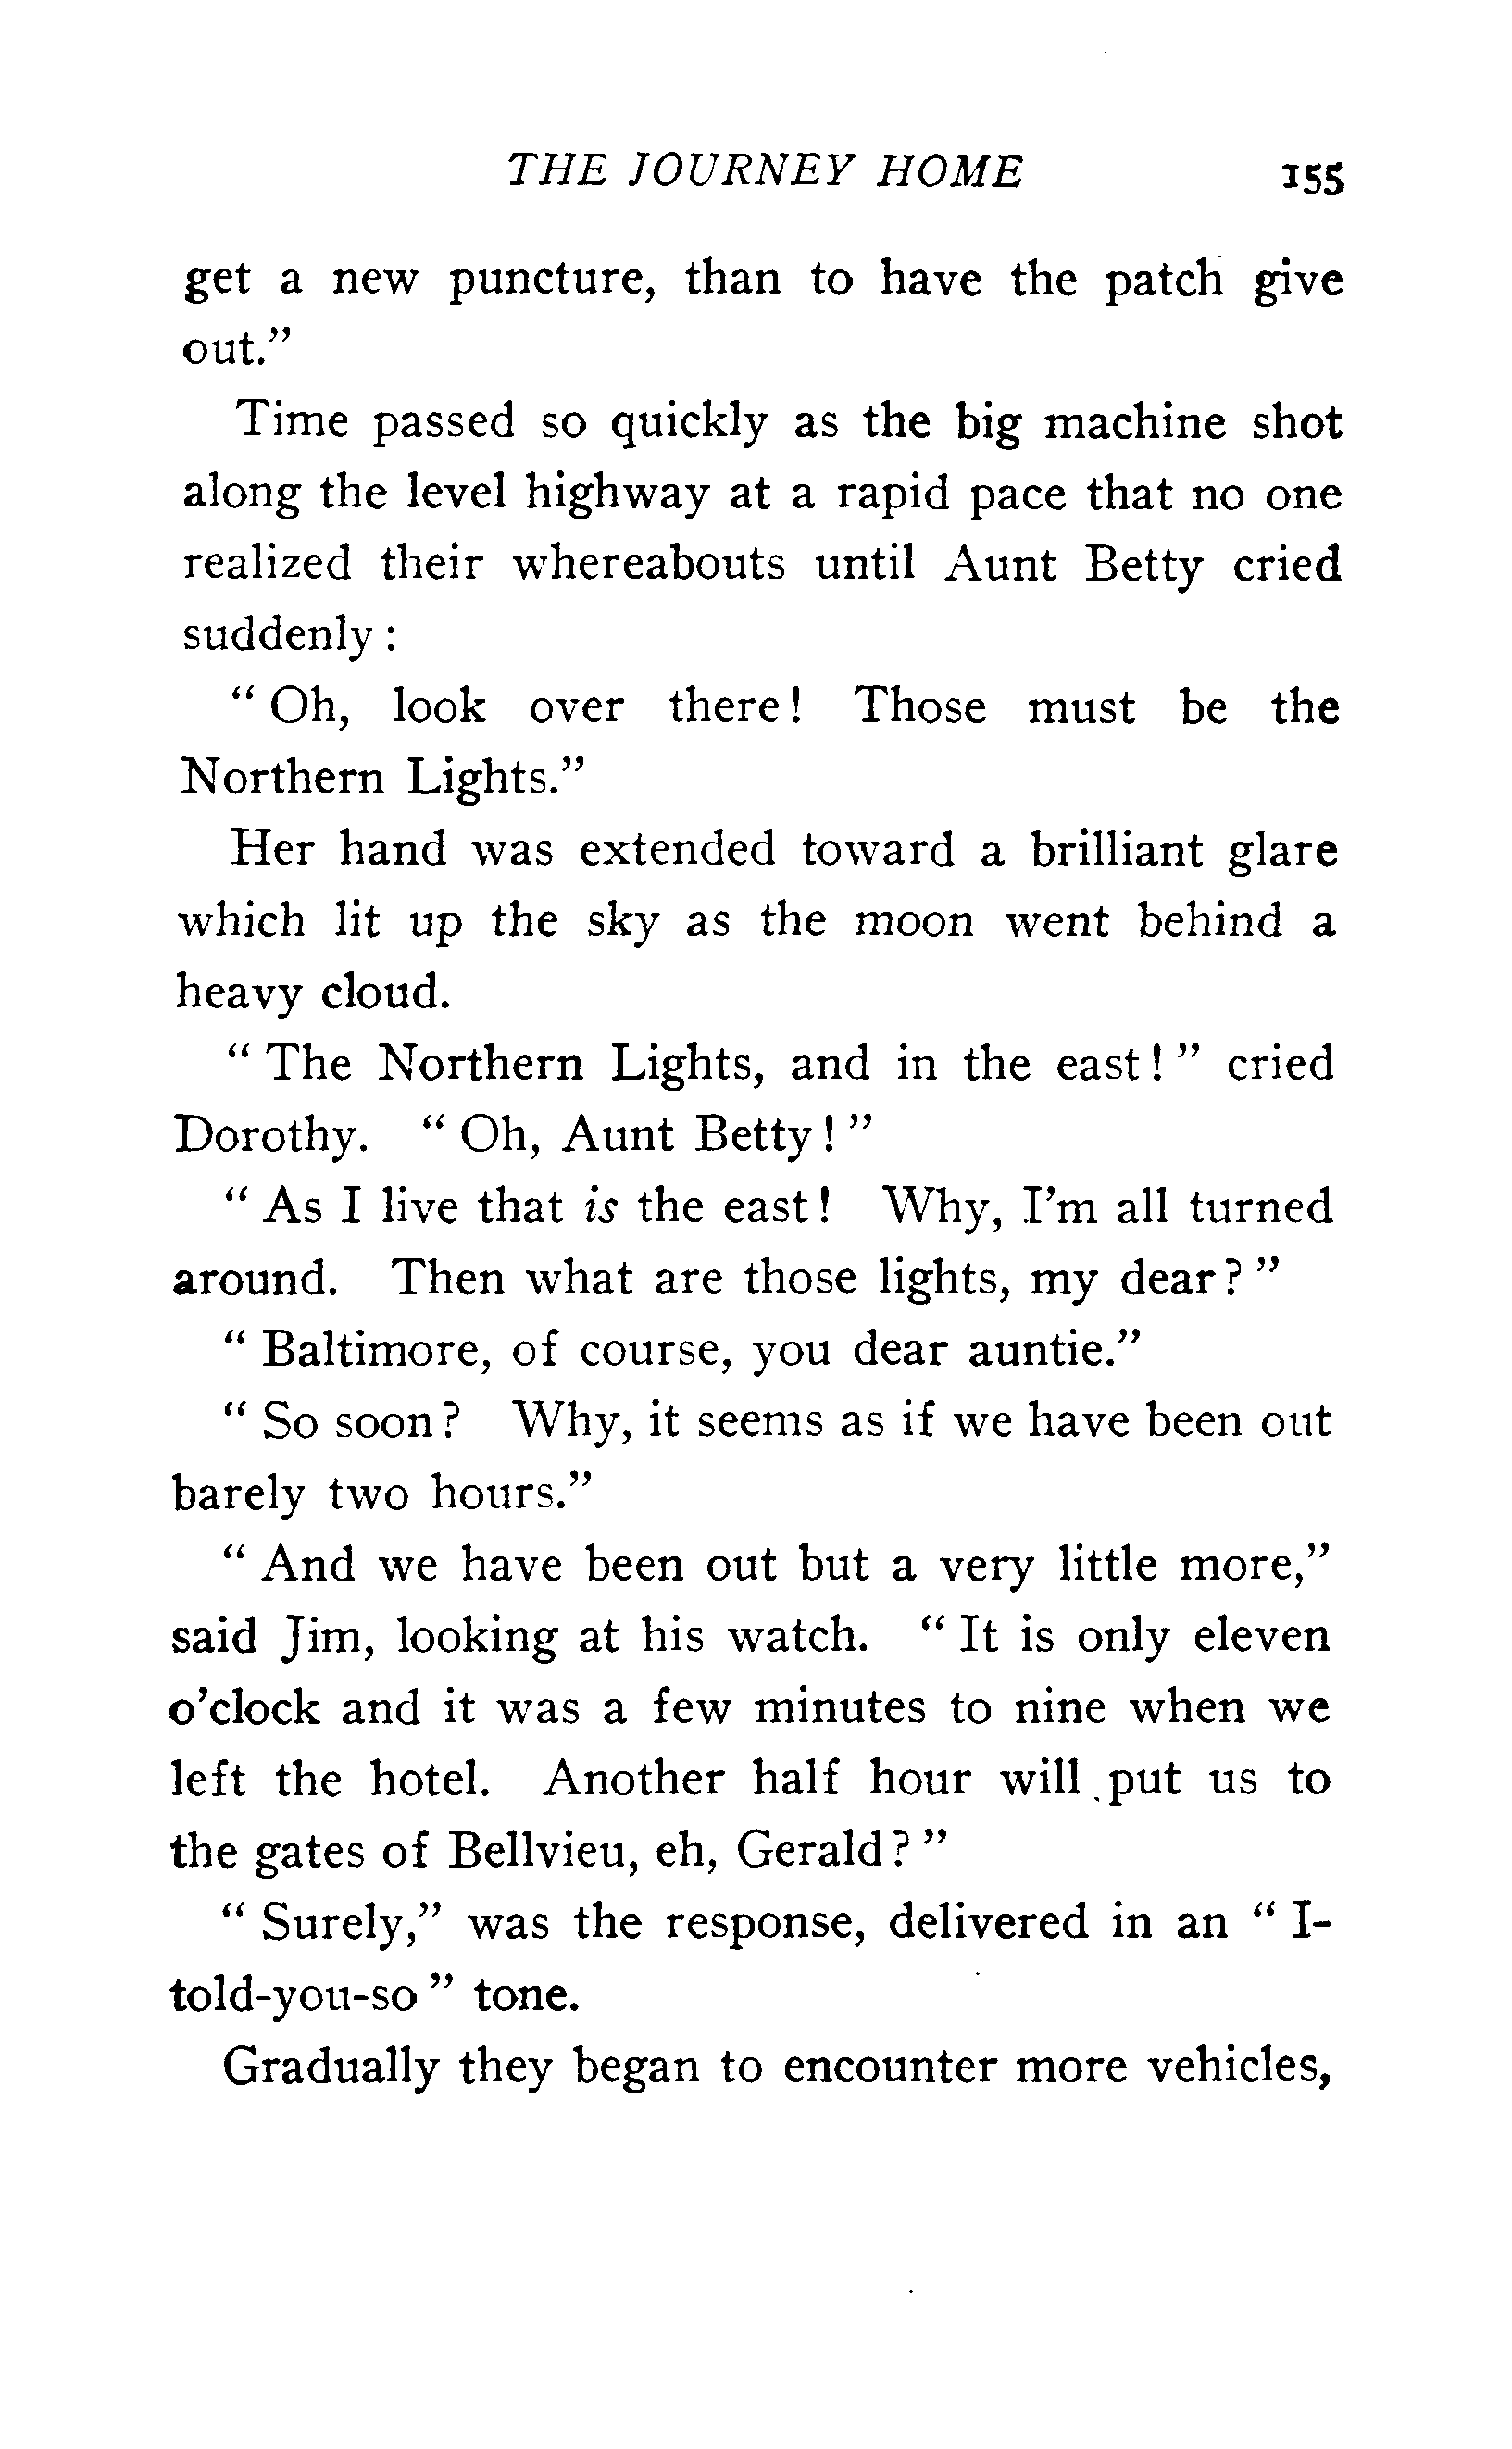 THE JOURNEY HOME 155
get a new puncture, than to have the patch give
out."
Time passed so quickly as the big machine shot
along the level highway at a rapid pace that no one
realized their whereabouts until Aunt Betty cried
suddenly:
"Oh, look over there! Those must be the
Northern Lights."
Her hand was extended toward a brilliant glare
which lit up the sky as the moon went behind a
heavy cloud.
"The Northern Lights, and in the east!" cried
Dorothy. "Oh, Aunt Betty!"
"As I live that is the east! Why, I'm all turned
around. Then what are those lights, my dear?"
"Baltimore, of course, you dear auntie."
"So soon? Why, it seems as if we have been out
barely two hours."
"And we have been out but a very little more,"
said Jim, looking at his watch. "It is only eleven
o'clock and it was a few minutes to nine when we
left the hotel. Another half hour will put us to
the gates of Bellvieu, eh, Gerald?"
"Surely," was the response, delivered in an "I-
told-you-so" tone.
Gradually they began to encounter more vehicles,